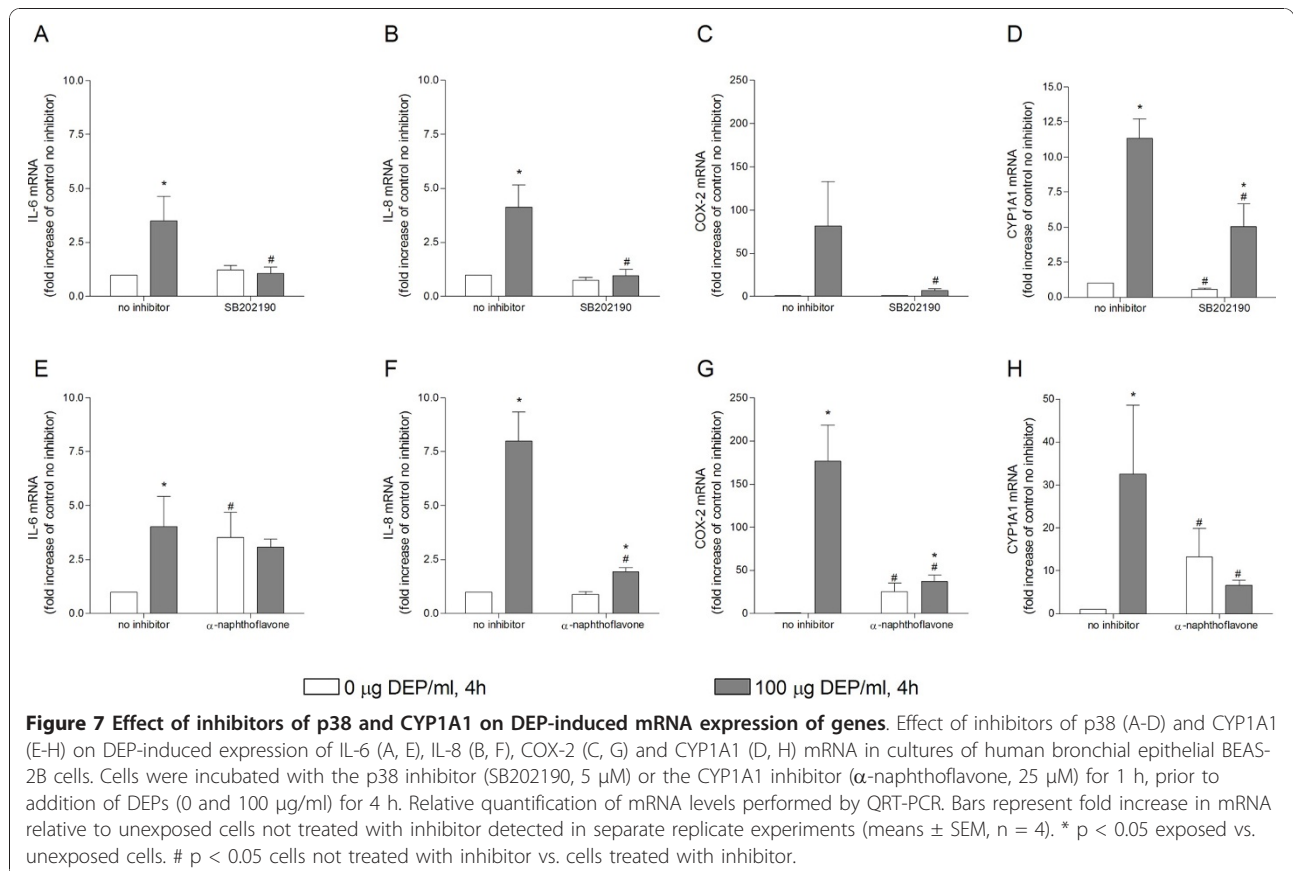 A
B
C
D
IL-6 mRNA
(fold increase of control no inhibitor)
10.0
7.5
5.0
2.5
0.0
*
#
no inhibitor
SB202190
IL-8 mRNA
(fold increase of control no inhibitor)
10.0
7.5
5.0
2.5
0.0
*
#
no inhibitor
SB202190
COX-2 mRNA
(fold increase of control no inhibitor)
250
200
150
100
50
0
#
no inhibitor
SB202190
CYP1A1 mRNA
(fold increase of control no inhibitor)
15.0
12.5
10.0
7.5
5.0
2.5
0.0
*
#
*
#
no inhibitor
SB202190
E
F
G
H
IL-6 mRNA
(fold increase of control no inhibitor)
10.0
7.5
5.0
2.5
0.0
*
#
no inhibitor
α-naphthoflavone
IL-8 mRNA
(fold increase of control no inhibitor)
10.0
7.5
5.0
2.5
0.0
*
*
#
no inhibitor
α-naphthoflavone
COX-2 mRNA
(fold increase of control no inhibitor)
250
200
150
100
50
0
*
#
*
#
no inhibitor
α-naphthoflavone
CYP1A1 mRNA
(fold increase of control no inhibitor)
50
40
30
20
10
0
*
#
#
no inhibitor
α-naphthoflavone
0 μg DEP/ml, 4h
100 μg DEP/ml, 4h
Figure 7 Effect of inhibitors of p38 and CYP1A1 on DEP-induced mRNA expression of genes. Effect of inhibitors of p38 (A-D) and CYP1A1
(E-H) on DEP-induced expression of IL-6 (A, E), IL-8 (B, F), COX-2 (C, G) and CYP1A1 (D, H) mRNA in cultures of human bronchial epithelial BEAS-
2B cells. Cells were incubated with the p38 inhibitor (SB202190, 5 μM) or the CYP1A1 inhibitor (α-naphthoflavone, 25 μM) for 1 h, prior to
addition of DEPs (0 and 100 μg/ml) for 4 h. Relative quantification of mRNA levels performed by QRT-PCR. Bars represent fold increase in mRNA
relative to unexposed cells not treated with inhibitor detected in separate replicate experiments (means ± SEM, n = 4). * p < 0.05 exposed vs.
unexposed cells. # p < 0.05 cells not treated with inhibitor vs. cells treated with inhibitor.